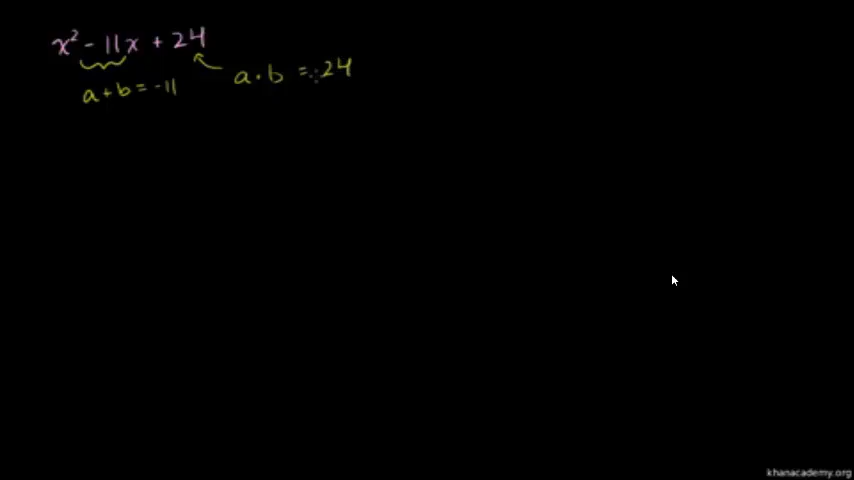 x² - 11x + 24
a + b = -11
a · b = 24
khanacademy.org